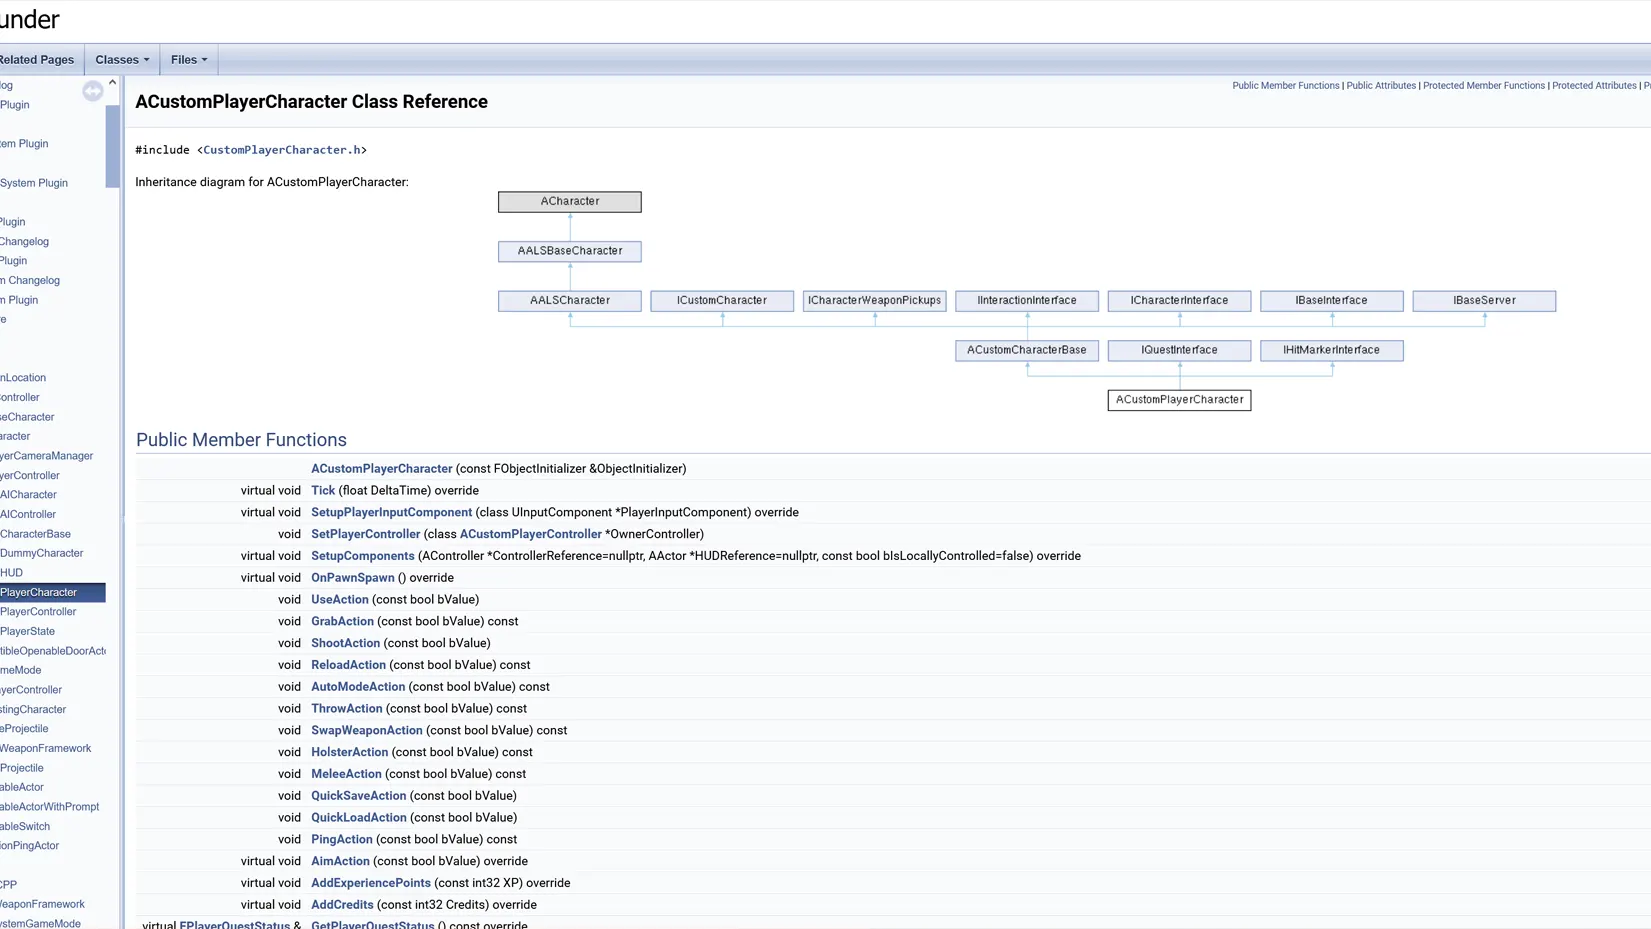 under
Related Pages Classes Files
Public Member Functions | Public Attributes | Protected Member Functions | Protected Attributes | P
log
Plugin
tem Plugin
System Plugin
Plugin
Changelog
Plugin
m Changelog
m Plugin
re
nLocation
Controller
seCharacter
aracter
yerCameraManager
yerController
AICharacter
AIController
CharacterBase
DummyCharacter
HUD
PlayerCharacter
PlayerController
PlayerState
tibleOpenableDoorActo
meMode
ayerController
stingCharacter
eProjectile
WeaponFramework
Projectile
ableActor
ableActorWithPrompt
ableSwitch
ionPingActor
CPP
WeaponFramework
ystemGameMode
ACustomPlayerCharacter Class Reference
#include <CustomPlayerCharacter.h>
Inheritance diagram for ACustomPlayerCharacter:
ACharacter
AALSBaseCharacter
AALSCharacter ICustomCharacter ICharacterWeaponPickups IInteractionInterface ICharacterInterface IBaseInterface IBaseServer
ACustomCharacterBase IQuestInterface IHitMarkerInterface
ACustomPlayerCharacter
Public Member Functions
ACustomPlayerCharacter (const FObjectInitializer &ObjectInitializer)
virtual void Tick (float DeltaTime) override
virtual void SetupPlayerInputComponent (class UInputComponent *PlayerInputComponent) override
void SetPlayerController (class ACustomPlayerController *OwnerController)
virtual void SetupComponents (AController *ControllerReference=nullptr, AActor *HUDReference=nullptr, const bool bIsLocallyControlled=false) override
virtual void OnPawnSpawn () override
void UseAction (const bool bValue)
void GrabAction (const bool bValue) const
void ShootAction (const bool bValue)
void ReloadAction (const bool bValue) const
void AutoModeAction (const bool bValue) const
void ThrowAction (const bool bValue) const
void SwapWeaponAction (const bool bValue) const
void HolsterAction (const bool bValue) const
void MeleeAction (const bool bValue) const
void QuickSaveAction (const bool bValue)
void QuickLoadAction (const bool bValue)
void PingAction (const bool bValue) const
virtual void AimAction (const bool bValue) override
virtual void AddExperiencePoints (const int32 XP) override
virtual void AddCredits (const int32 Credits) override
virtual FPlayerQuestStatus & GetPlayerQuestStatus () const override